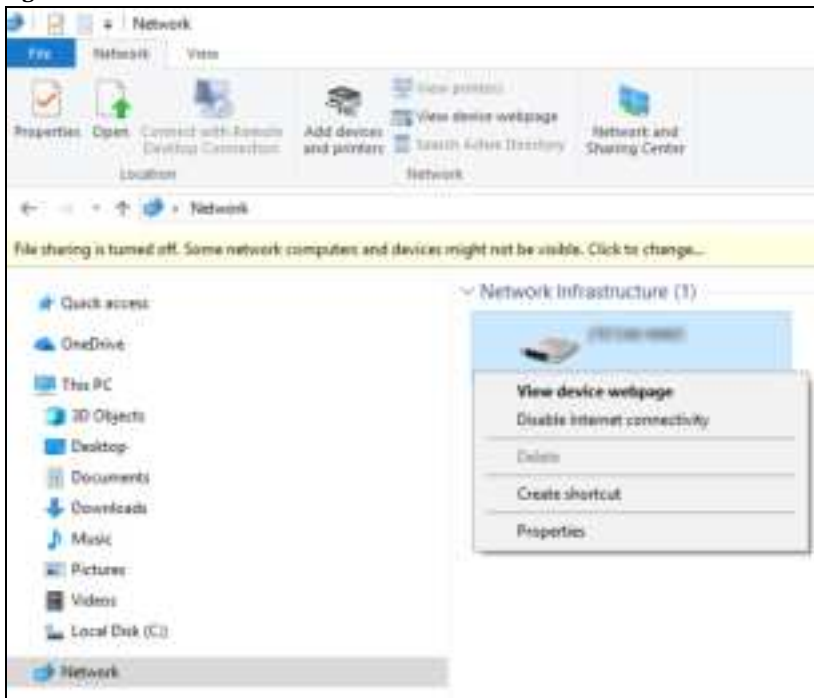 Network
File
Network
View
Properties
Open
Connect with Remote
Desktop Connection
Add devices
and printers
View printers
View device webpage
Search Active Directory
Network and
Sharing Center
Location
Network
Network
File sharing is turned off. Some network computers and devices might not be visible. Click to change...
Quick access
OneDrive
This PC
3D Objects
Desktop
Documents
Downloads
Music
Pictures
Videos
Local Disk (C:)
Network
Network Infrastructure (1)
View device webpage
Disable internet connectivity
Delete
Create shortcut
Properties